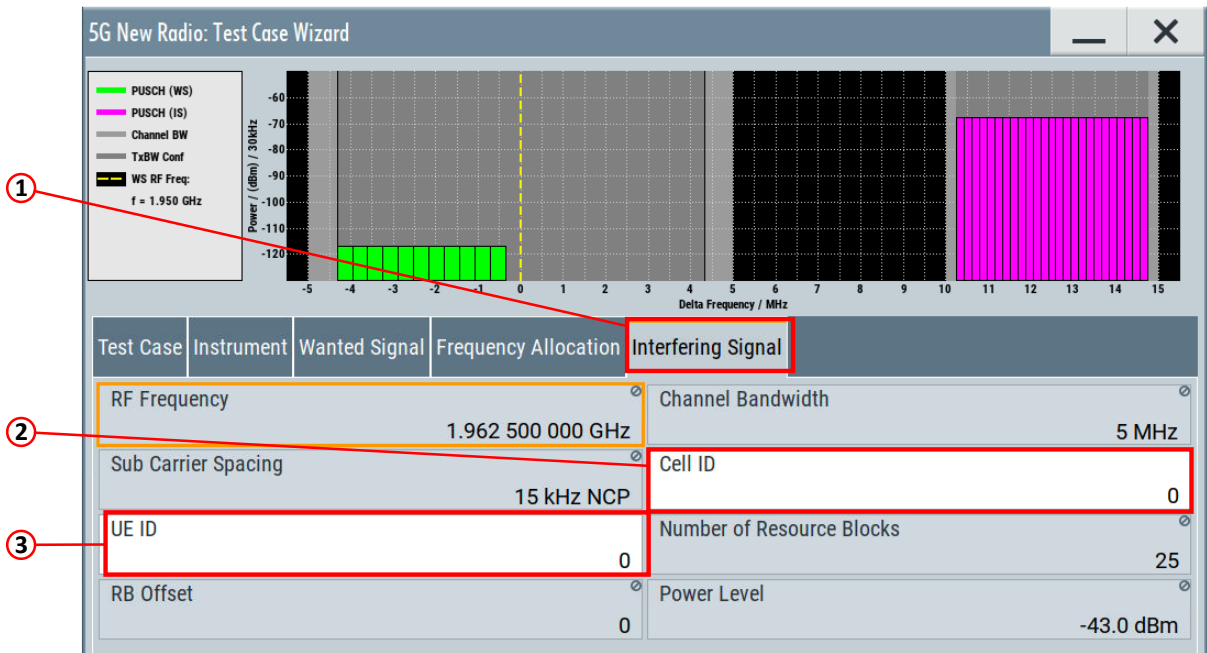 5G New Radio: Test Case Wizard
PUSCH (WS)
PUSCH (IS)
Channel BW
TxBW Conf
WS RF Freq:
f = 1.950 GHz
Power / (dBm) / 30kHz
-60
-70
-80
-90
-100
-110
-120
-5 -4 -3 -2 -1 0 1 2 3 4 5 6 7 8 9 10 11 12 13 14 15
Delta Frequency / MHz
1
Test Case Instrument Wanted Signal Frequency Allocation Interfering Signal
RF Frequency
1.962 500 000 GHz
Channel Bandwidth
5 MHz
2
Sub Carrier Spacing
15 kHz NCP
Cell ID
0
3
UE ID
0
Number of Resource Blocks
25
RB Offset
0
Power Level
-43.0 dBm